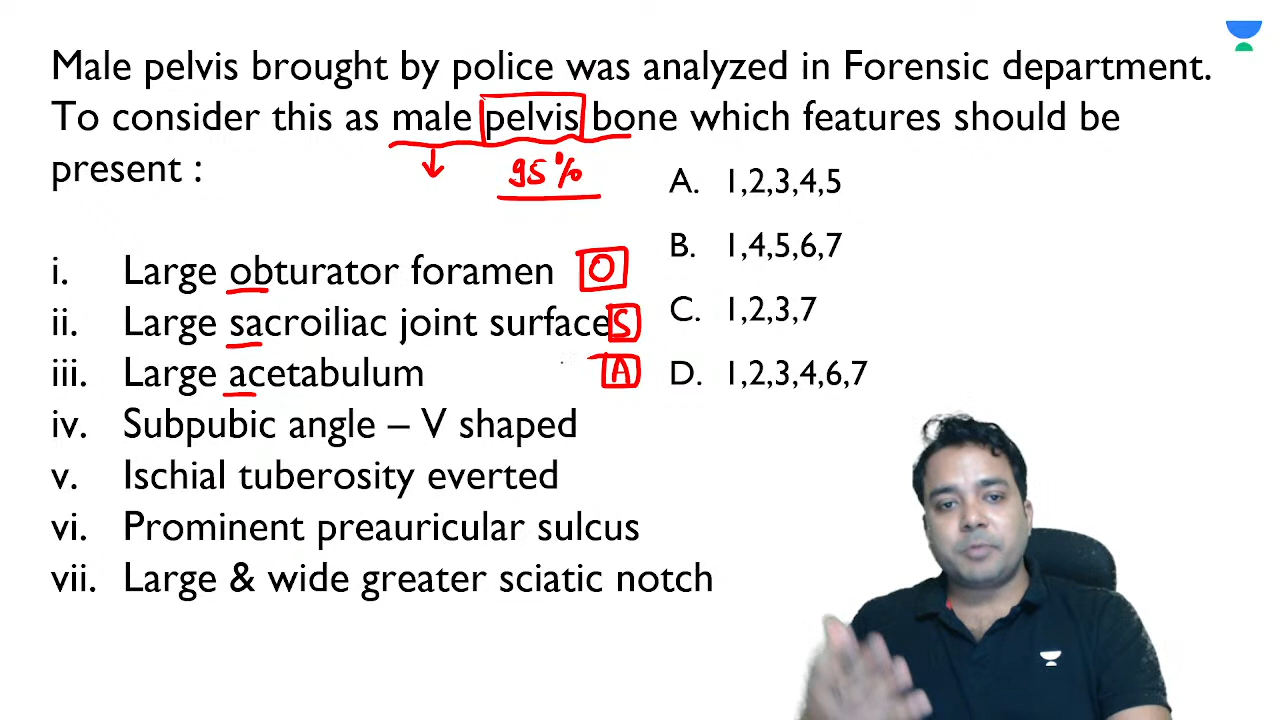 Male pelvis brought by police was analyzed in Forensic department.
To consider this as male pelvis bone which features should be
present :
95%
A. 1,2,3,4,5
B. 1,4,5,6,7
C. 1,2,3,7
D. 1,2,3,4,6,7
i. Large obturator foramen O
ii. Large sacroiliac joint surface S
iii. Large acetabulum A
iv. Subpubic angle – V shaped
v. Ischial tuberosity everted
vi. Prominent preauricular sulcus
vii. Large & wide greater sciatic notch